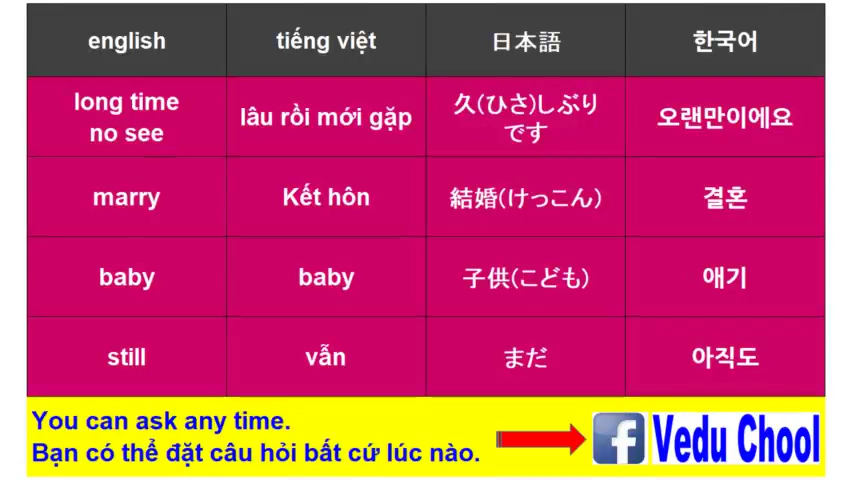 english tiếng việt 日本語 한국어
long time
no see
lâu rồi mới gặp
久(ひさ)しぶり
です
오랜만이에요
marry Kết hôn 結婚(けっこん) 결혼
baby baby 子供(こども) 애기
still vẫn まだ 아직도
You can ask any time.
Bạn có thể đặt câu hỏi bất cứ lúc nào.
f Vedu Chool